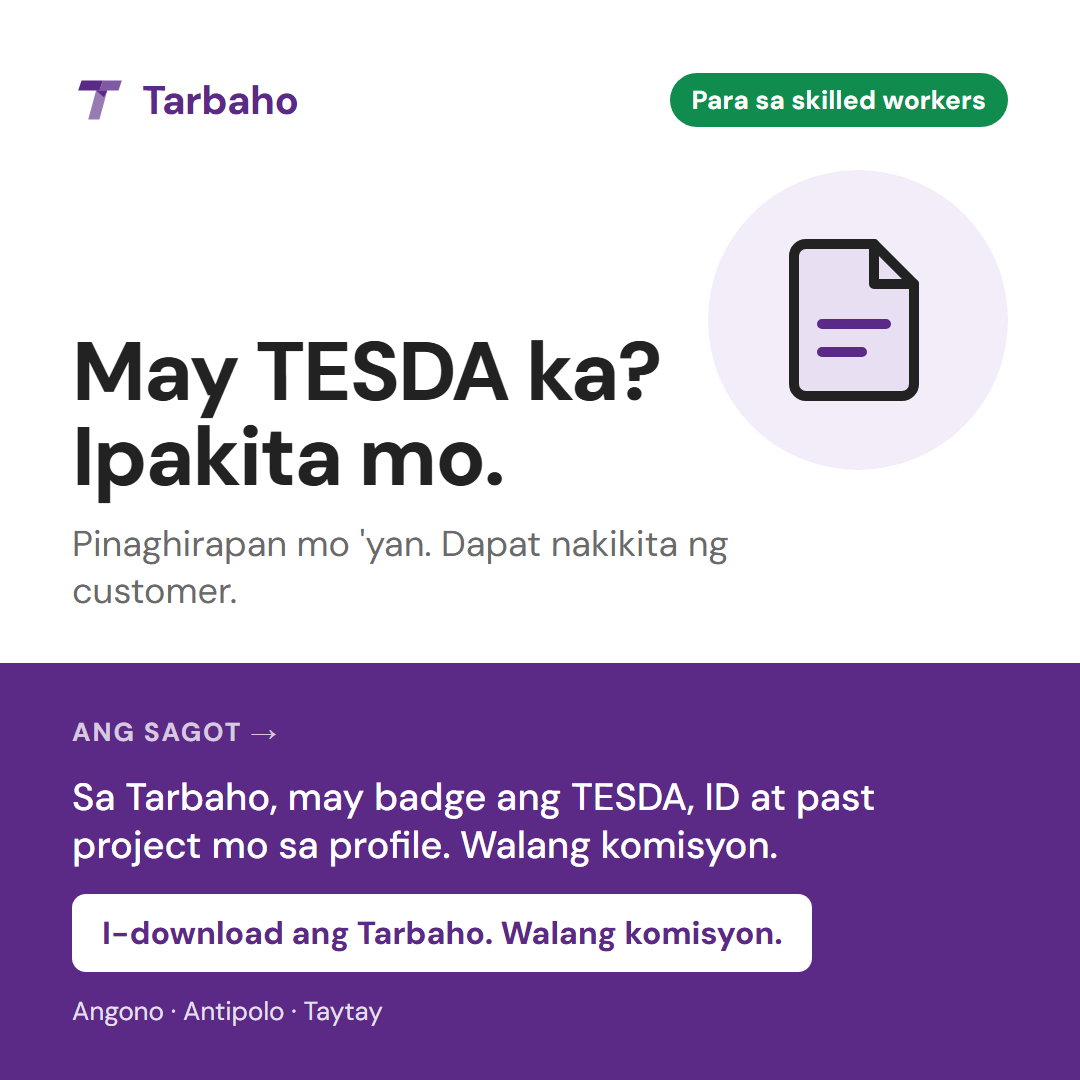 Tarbaho
Para sa skilled workers
May TESDA ka?
Ipakita mo.
Pinaghirapan mo 'yan. Dapat nakikita ng
customer.
ANG SAGOT →
Sa Tarbaho, may badge ang TESDA, ID at past
project mo sa profile. Walang komisyon.
I-download ang Tarbaho. Walang komisyon.
Angono · Antipolo · Taytay